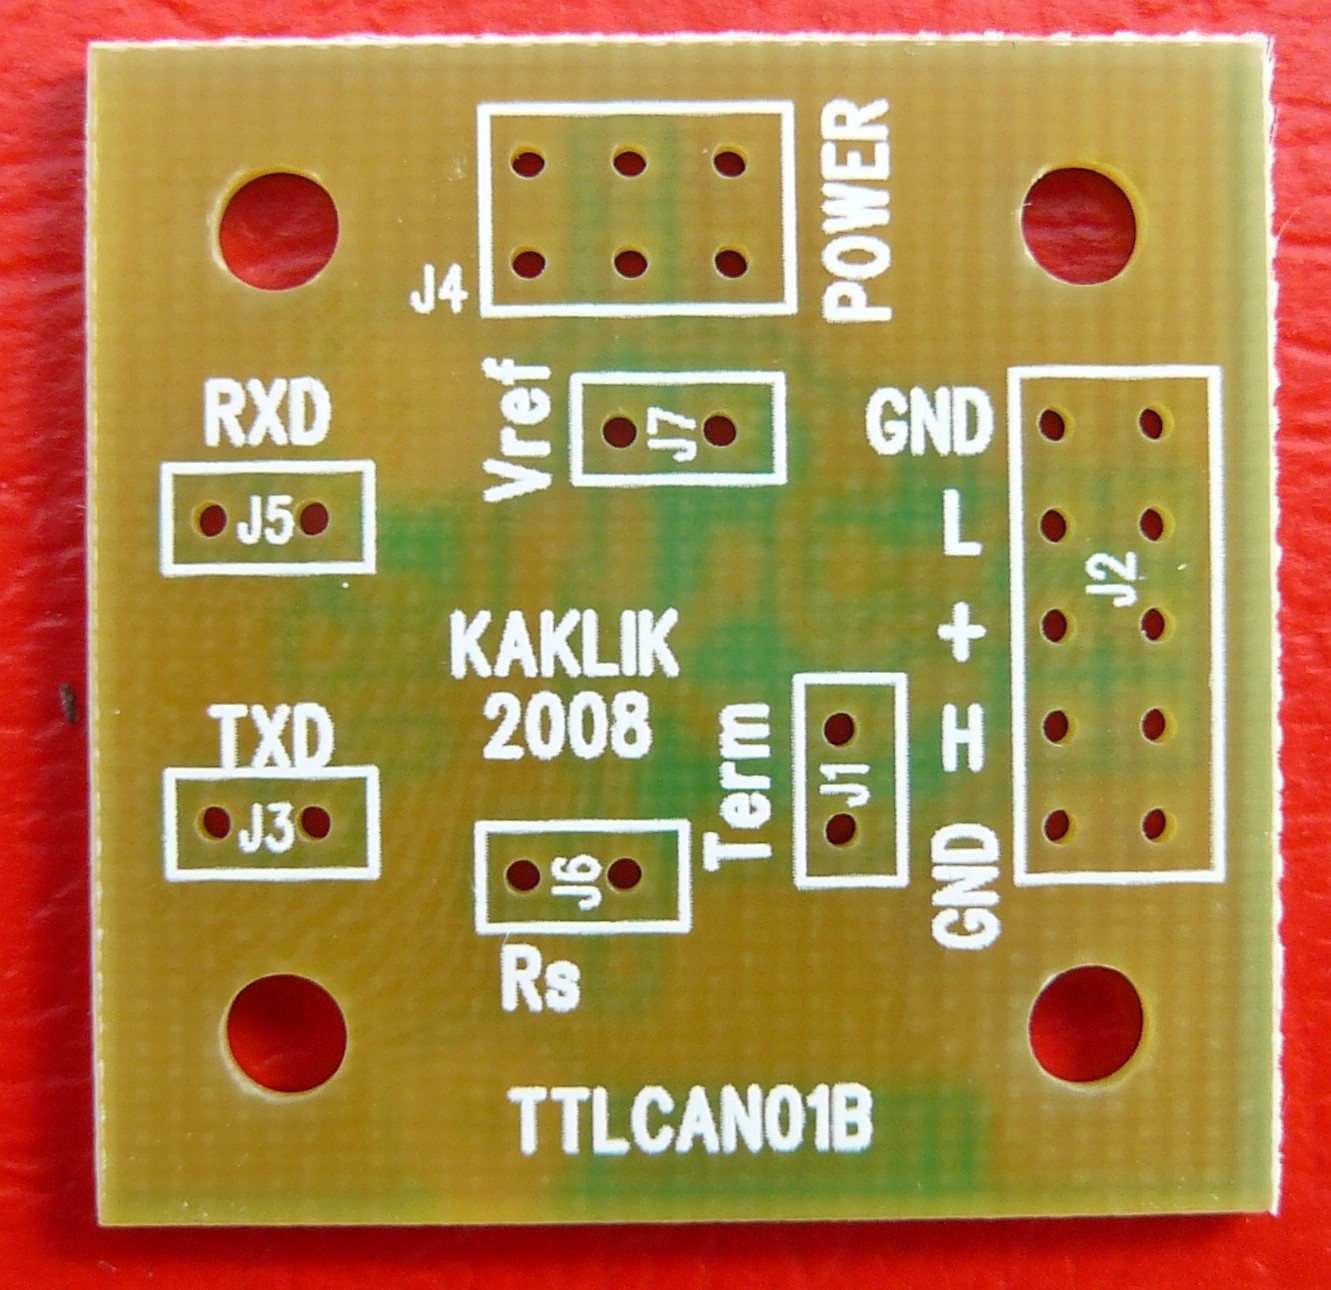 POWER
J4
Vref
J7
RXD
J5
GND
L
+
H
GND
J2
KAKLIK
2008
TXD
J3
Term
J1
J6
Rs
TTLCAN01B